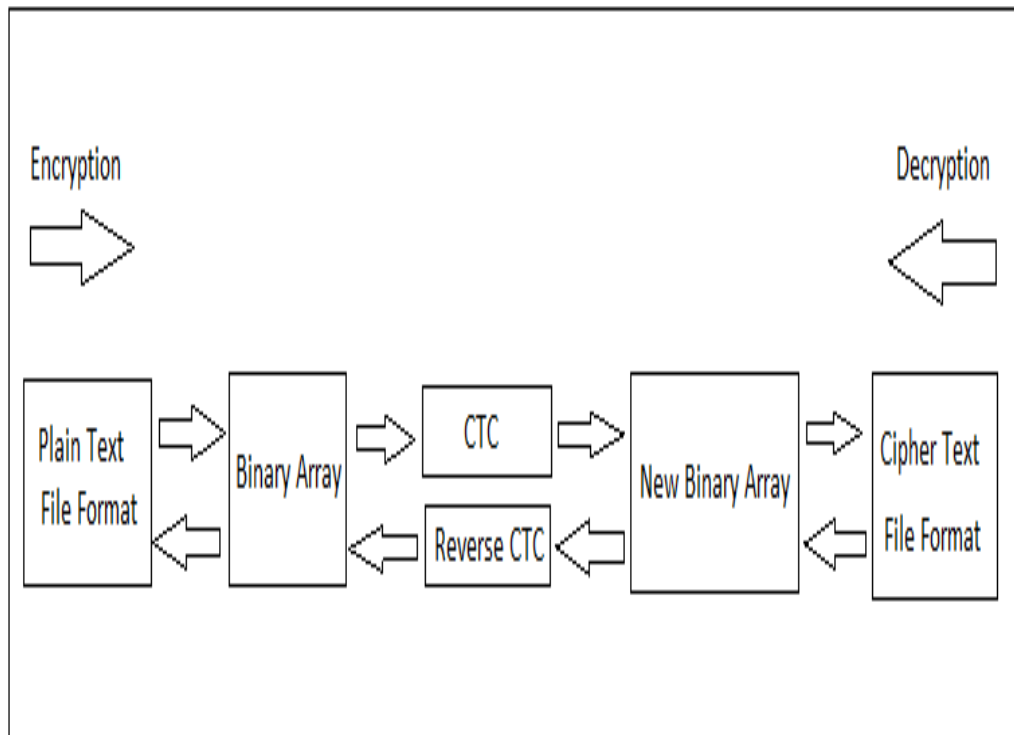 Encryption
Decryption
Plain Text
File Format
Binary Array
CTC
Reverse CTC
New Binary Array
Cipher Text
File Format